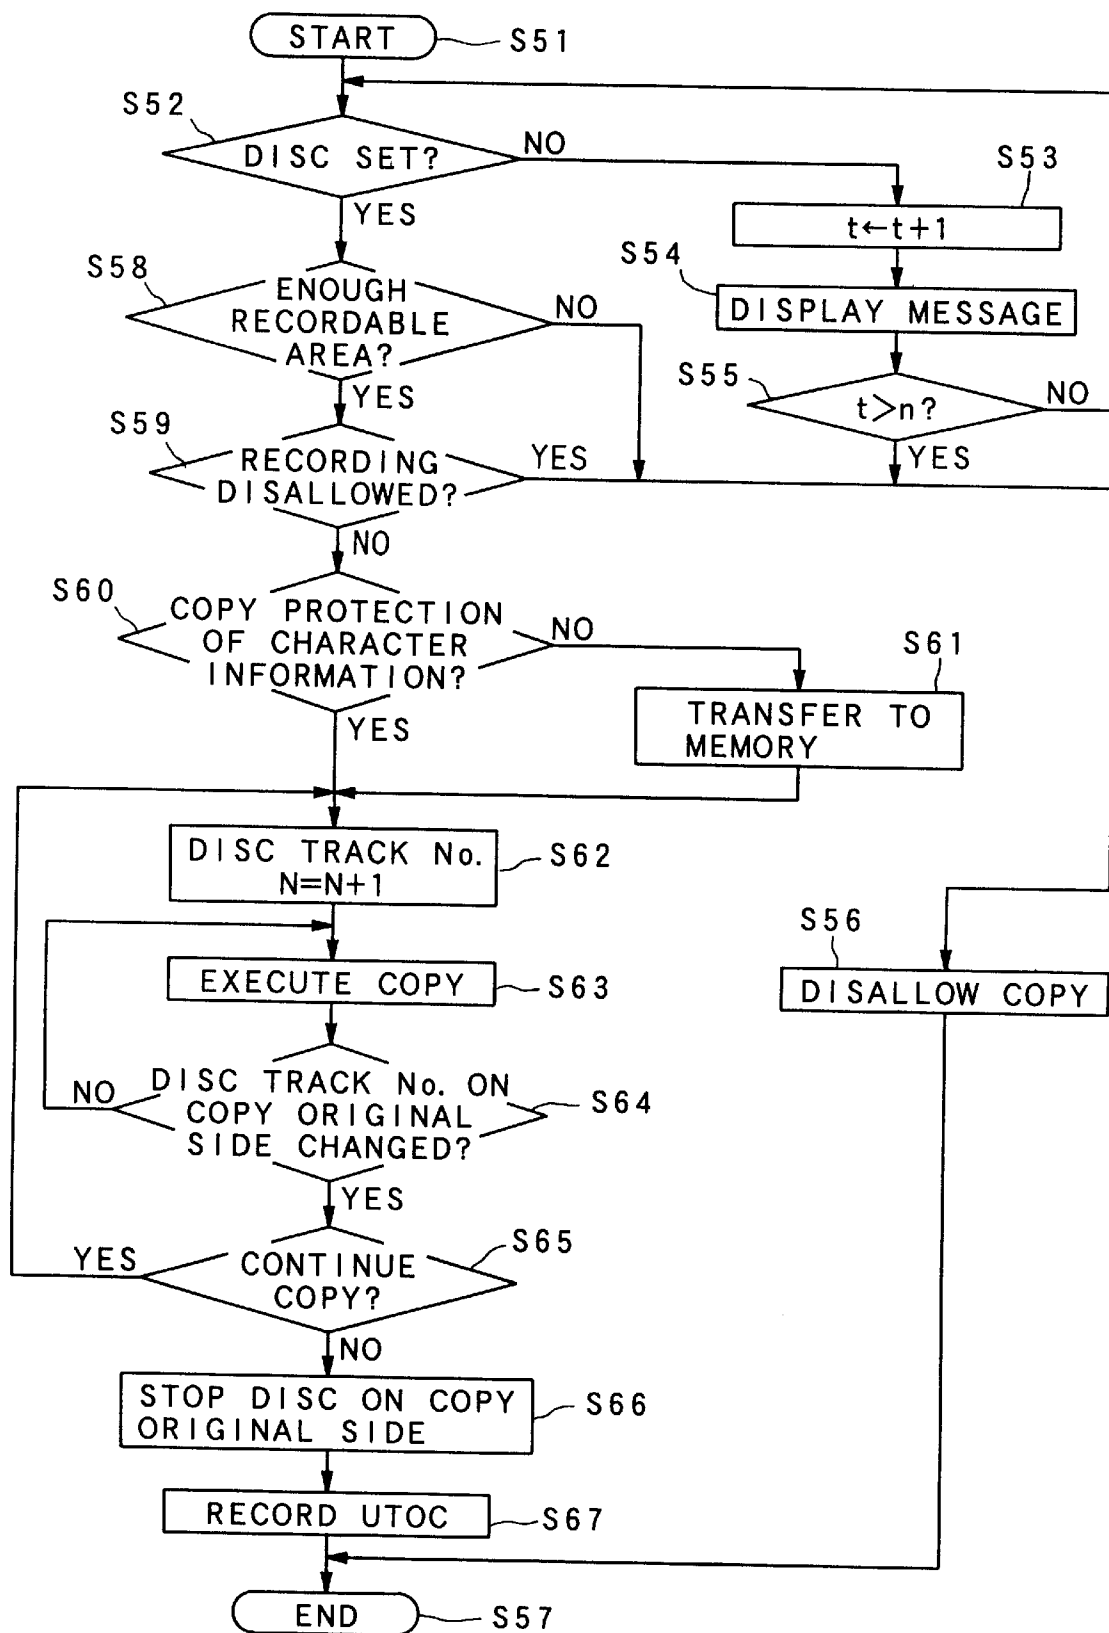 START
S51
S52
DISC SET?
NO
YES
S53
t←t+1
S54
DISPLAY MESSAGE
S55
t>n?
NO
YES
S58
ENOUGH
RECORDABLE
AREA?
NO
YES
S59
RECORDING
DISALLOWED?
YES
NO
S60
COPY PROTECTION
OF CHARACTER
INFORMATION?
NO
YES
S61
TRANSFER TO
MEMORY
DISC TRACK No.
N=N+1
S62
EXECUTE COPY
S63
S56
DISALLOW COPY
DISC TRACK No. ON
COPY ORIGINAL
SIDE CHANGED?
NO
S64
YES
CONTINUE
COPY?
YES
S65
NO
STOP DISC ON COPY
ORIGINAL SIDE
S66
RECORD UTOC
S67
END
S57